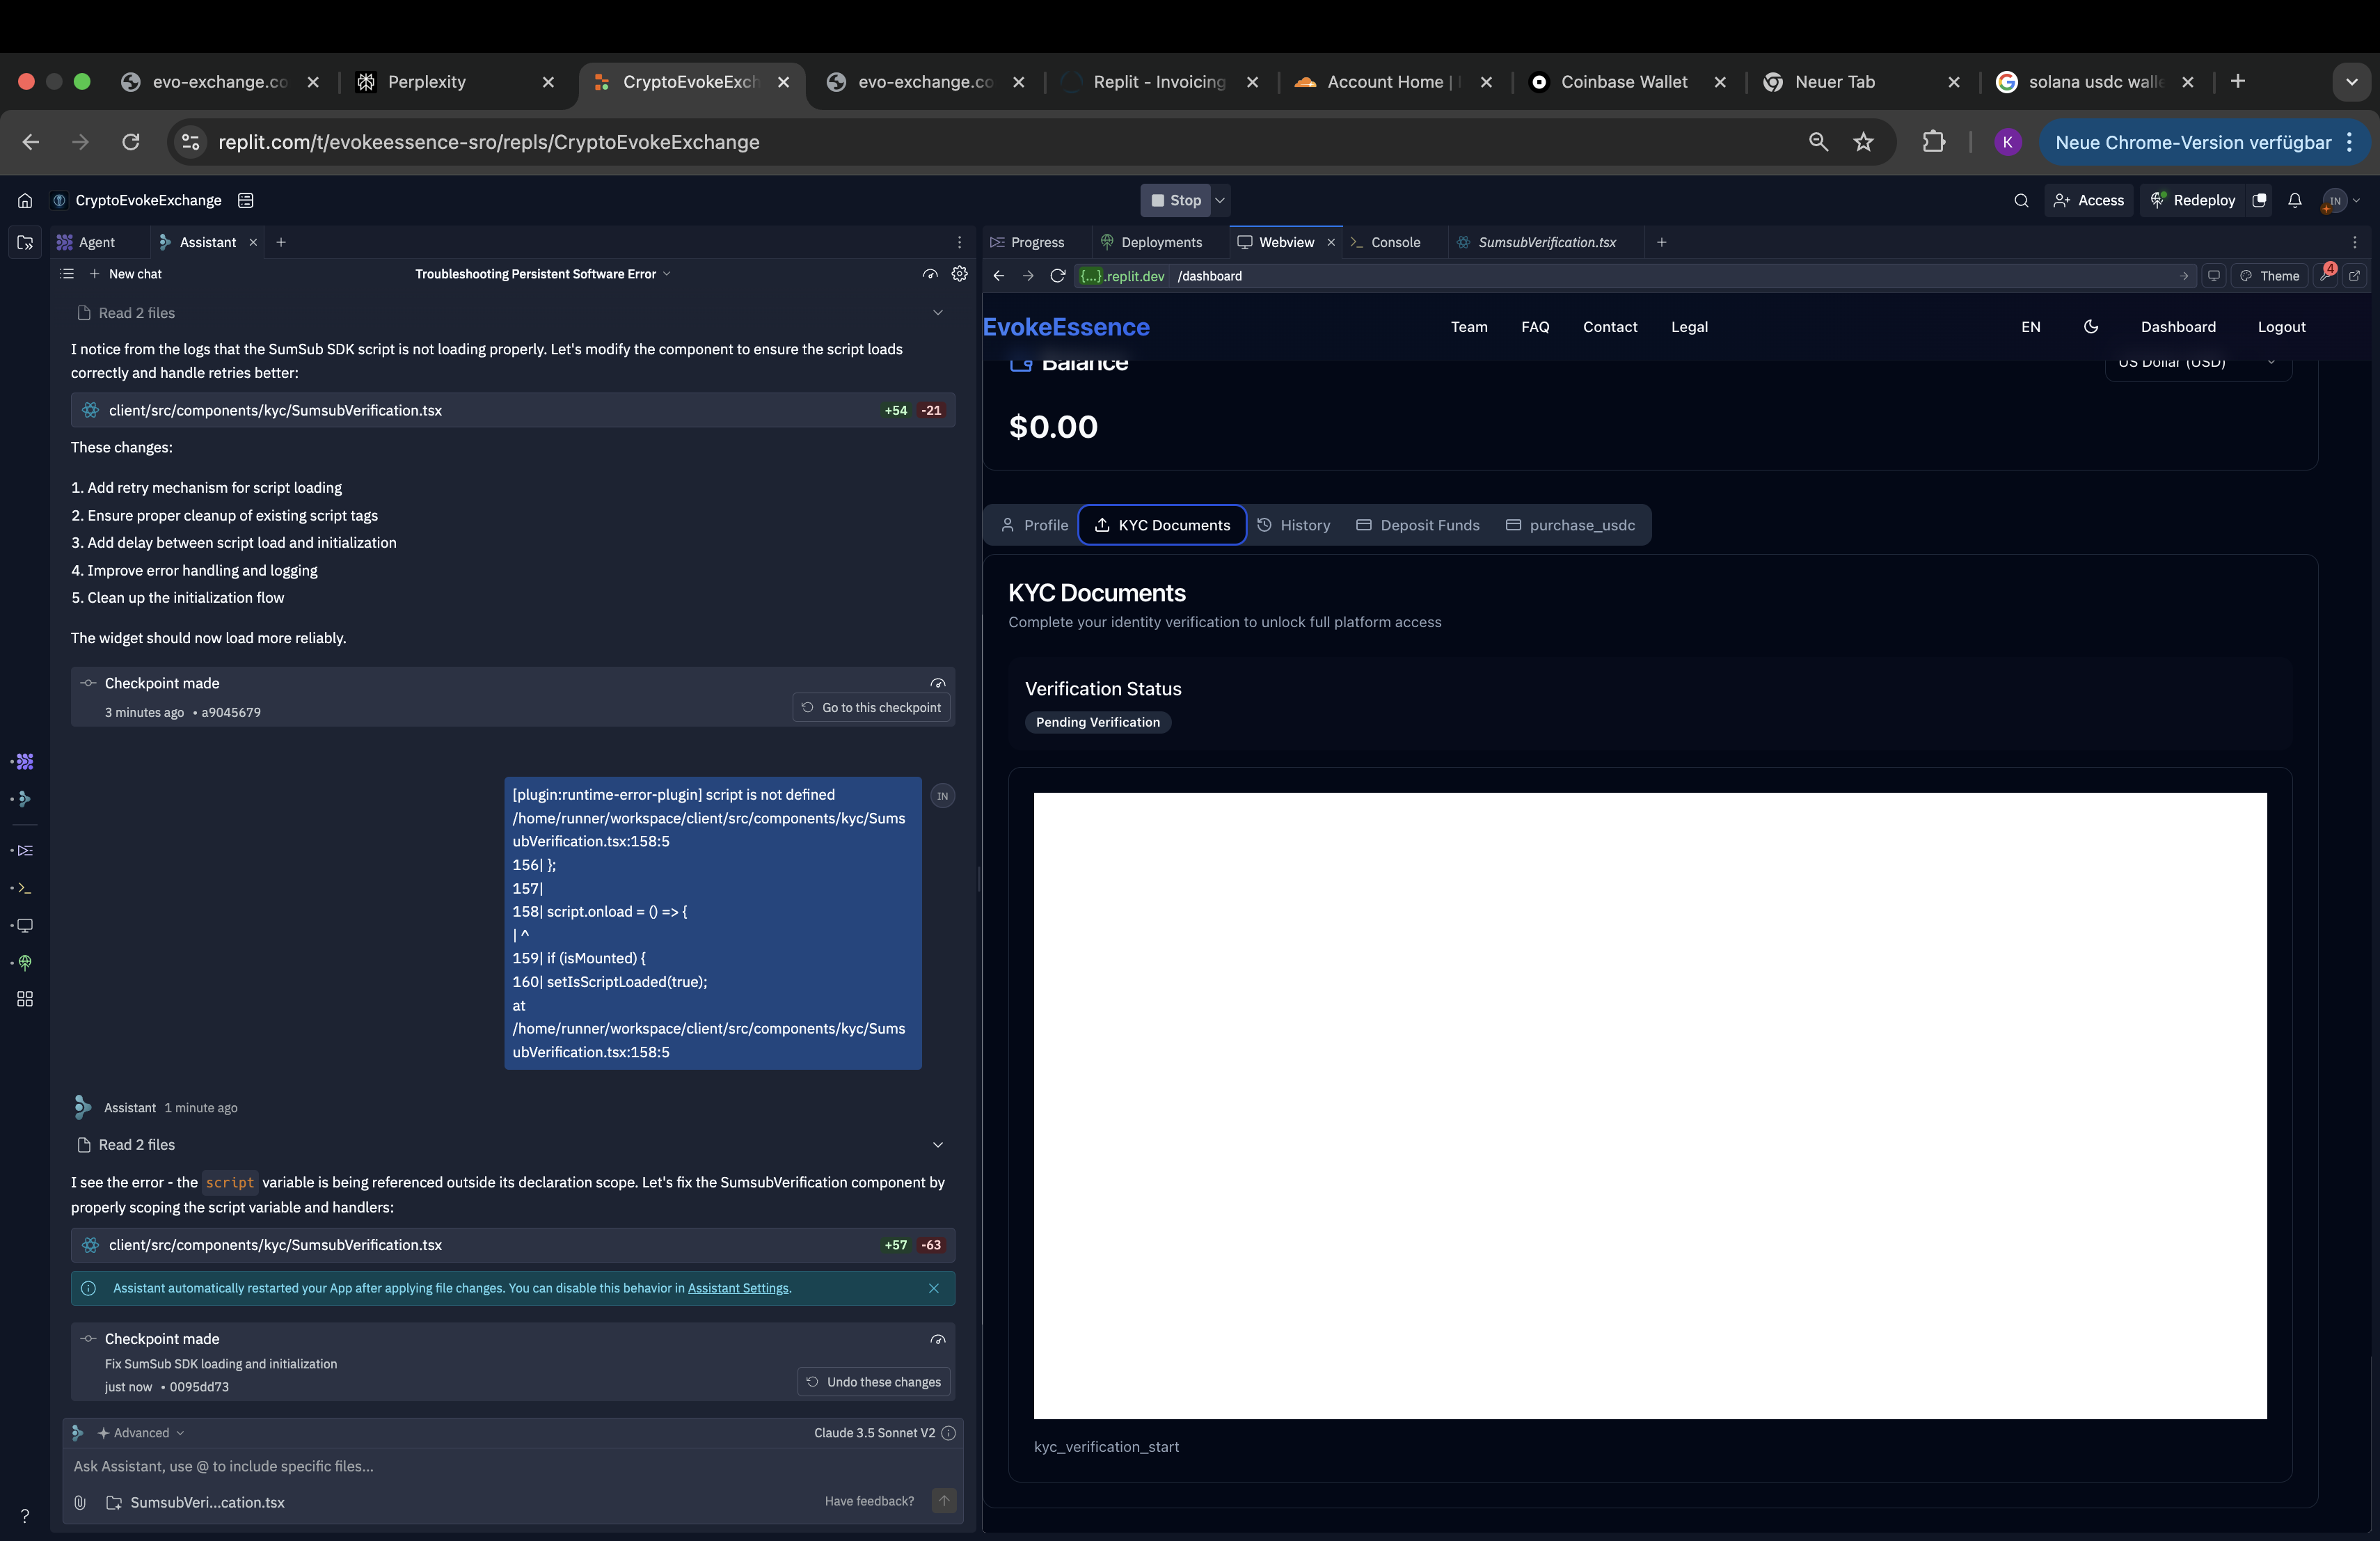 evo-exchange.co
Perplexity
CryptoEvokeExch
evo-exchange.co
Replit - Invoicing
Account Home |
Coinbase Wallet
Neuer Tab
solana usdc walle
replit.com/t/evokeessence-sro/repls/CryptoEvokeExchange
K
Neue Chrome-Version verfügbar
CryptoEvokeExchange
Stop
Access
Redeploy
IN
Agent
Assistant
New chat
Troubleshooting Persistent Software Error
Read 2 files
I notice from the logs that the SumSub SDK script is not loading properly. Let's modify the component to ensure the script loads
correctly and handle retries better:
client/src/components/kyc/SumsubVerification.tsx +54 -21
These changes:
1. Add retry mechanism for script loading
2. Ensure proper cleanup of existing script tags
3. Add delay between script load and initialization
4. Improve error handling and logging
5. Clean up the initialization flow
The widget should now load more reliably.
Checkpoint made
3 minutes ago • a9045679
Go to this checkpoint
[plugin:runtime-error-plugin] script is not defined
/home/runner/workspace/client/src/components/kyc/Sums
ubVerification.tsx:158:5
156| };
157|
158| script.onload = () => {
| ^
159| if (isMounted) {
160| setIsScriptLoaded(true);
at
/home/runner/workspace/client/src/components/kyc/Sums
ubVerification.tsx:158:5
IN
Assistant 1 minute ago
Read 2 files
I see the error - the script variable is being referenced outside its declaration scope. Let's fix the SumsubVerification component by
properly scoping the script variable and handlers:
client/src/components/kyc/SumsubVerification.tsx +57 -63
Assistant automatically restarted your App after applying file changes. You can disable this behavior in Assistant Settings.
Checkpoint made
Fix SumSub SDK loading and initialization
just now • 0095dd73
Undo these changes
Advanced
Claude 3.5 Sonnet V2
Ask Assistant, use @ to include specific files...
SumsubVeri...cation.tsx
Have feedback?
?
Progress
Deployments
Webview
Console
SumsubVerification.tsx
{...}.replit.dev /dashboard
Theme
4
EvokeEssence
Team
FAQ
Contact
Legal
EN
Dashboard
Logout
Balance
US Dollar (USD)
$0.00
Profile
KYC Documents
History
Deposit Funds
purchase_usdc
KYC Documents
Complete your identity verification to unlock full platform access
Verification Status
Pending Verification
kyc_verification_start